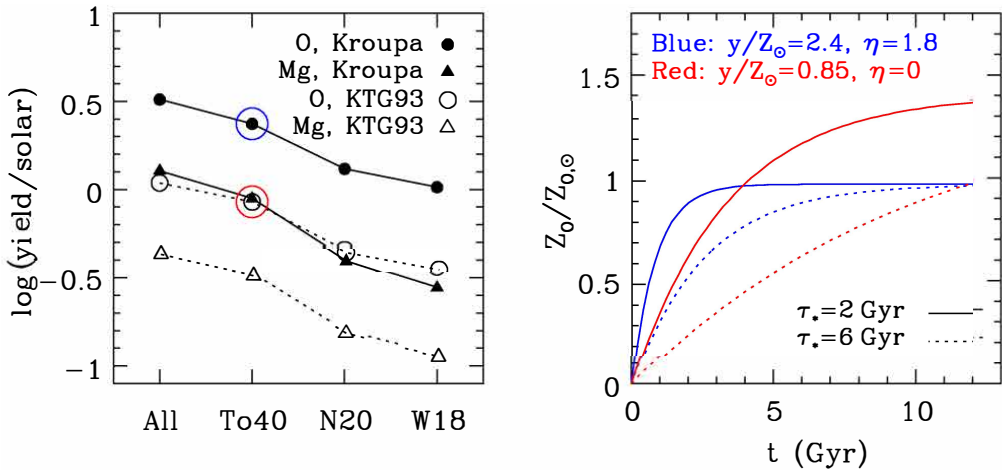 O, Kroupa
Mg, Kroupa
O, KTG93
Mg, KTG93
log(yield/solar)
1
0.5
0
−0.5
−1
All
To40
N20
W18
Blue: y/Z⊙=2.4, η=1.8
Red: y/Z⊙=0.85, η=0
Z_O/Z_{O,⊙}
1.5
1
0.5
0
τ*=2 Gyr
τ*=6 Gyr
0
5
10
t (Gyr)